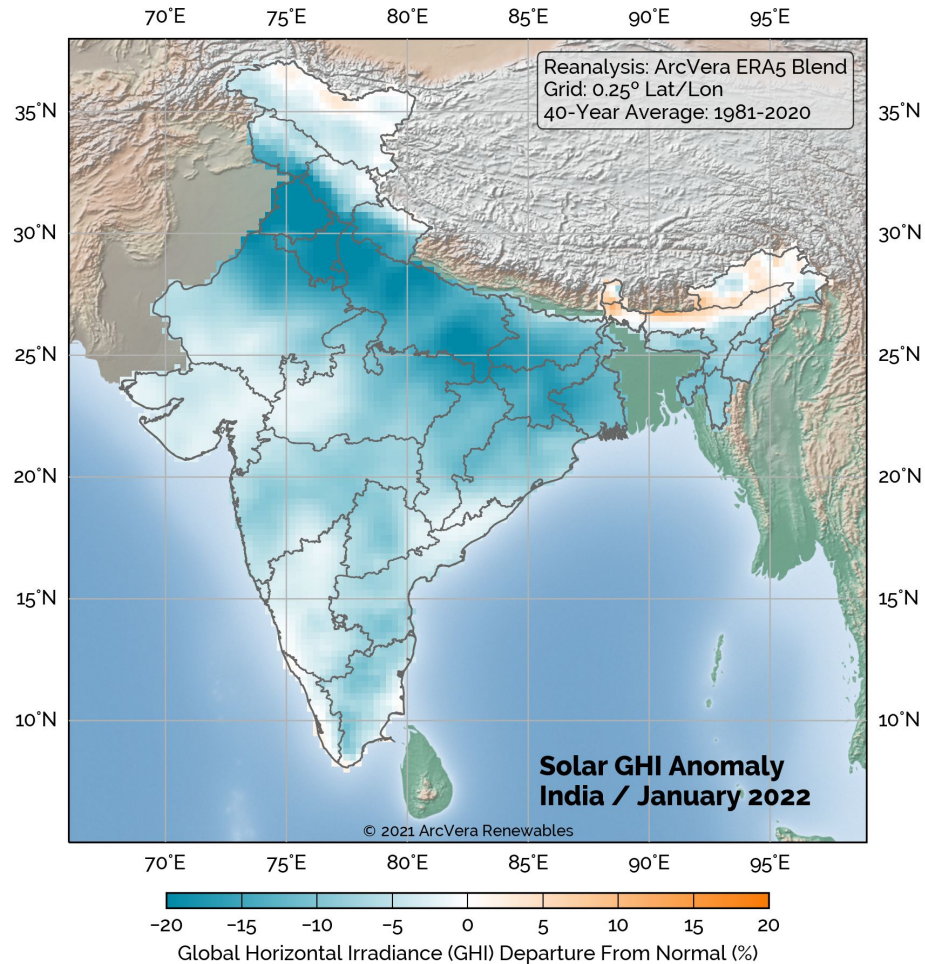 70°E 75°E 80°E 85°E 90°E 95°E
Reanalysis: ArcVera ERA5 Blend
Grid: 0.25º Lat/Lon
40-Year Average: 1981-2020
35°N 35°N
30°N 30°N
25°N 25°N
20°N 20°N
15°N 15°N
10°N 10°N
Solar GHI Anomaly
India / January 2022
© 2021 ArcVera Renewables
70°E 75°E 80°E 85°E 90°E 95°E
−20 −15 −10 −5 0 5 10 15 20
Global Horizontal Irradiance (GHI) Departure From Normal (%)